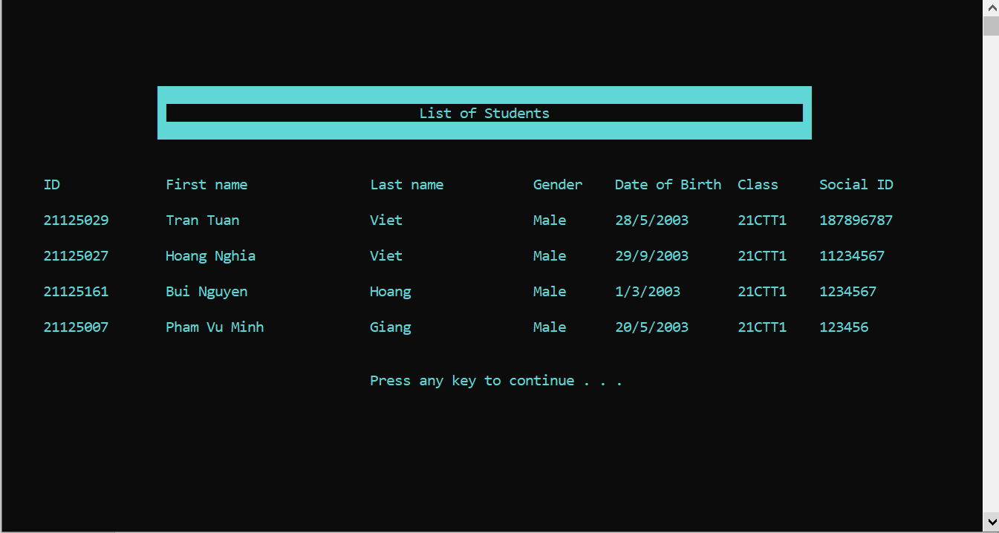 List of Students
ID First name Last name Gender Date of Birth Class Social ID
21125029 Tran Tuan Viet Male 28/5/2003 21CTT1 187896787
21125027 Hoang Nghia Viet Male 29/9/2003 21CTT1 11234567
21125161 Bui Nguyen Hoang Male 1/3/2003 21CTT1 1234567
21125007 Pham Vu Minh Giang Male 20/5/2003 21CTT1 123456
Press any key to continue . . .